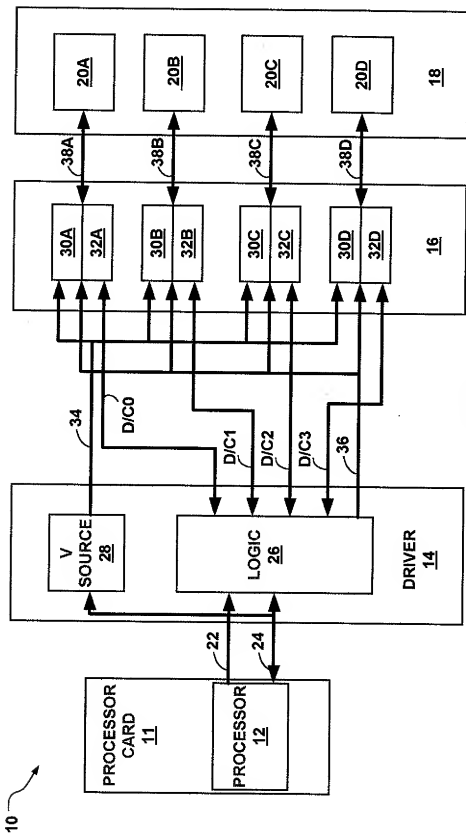 10
PROCESSOR
CARD
11
PROCESSOR
12
22
24
V
SOURCE
28
LOGIC
26
DRIVER
14
34
D/C0
D/C1
D/C2
D/C3
36
30A
32A
30B
32B
30C
32C
30D
32D
16
38A
38B
38C
38D
20A
20B
20C
20D
18